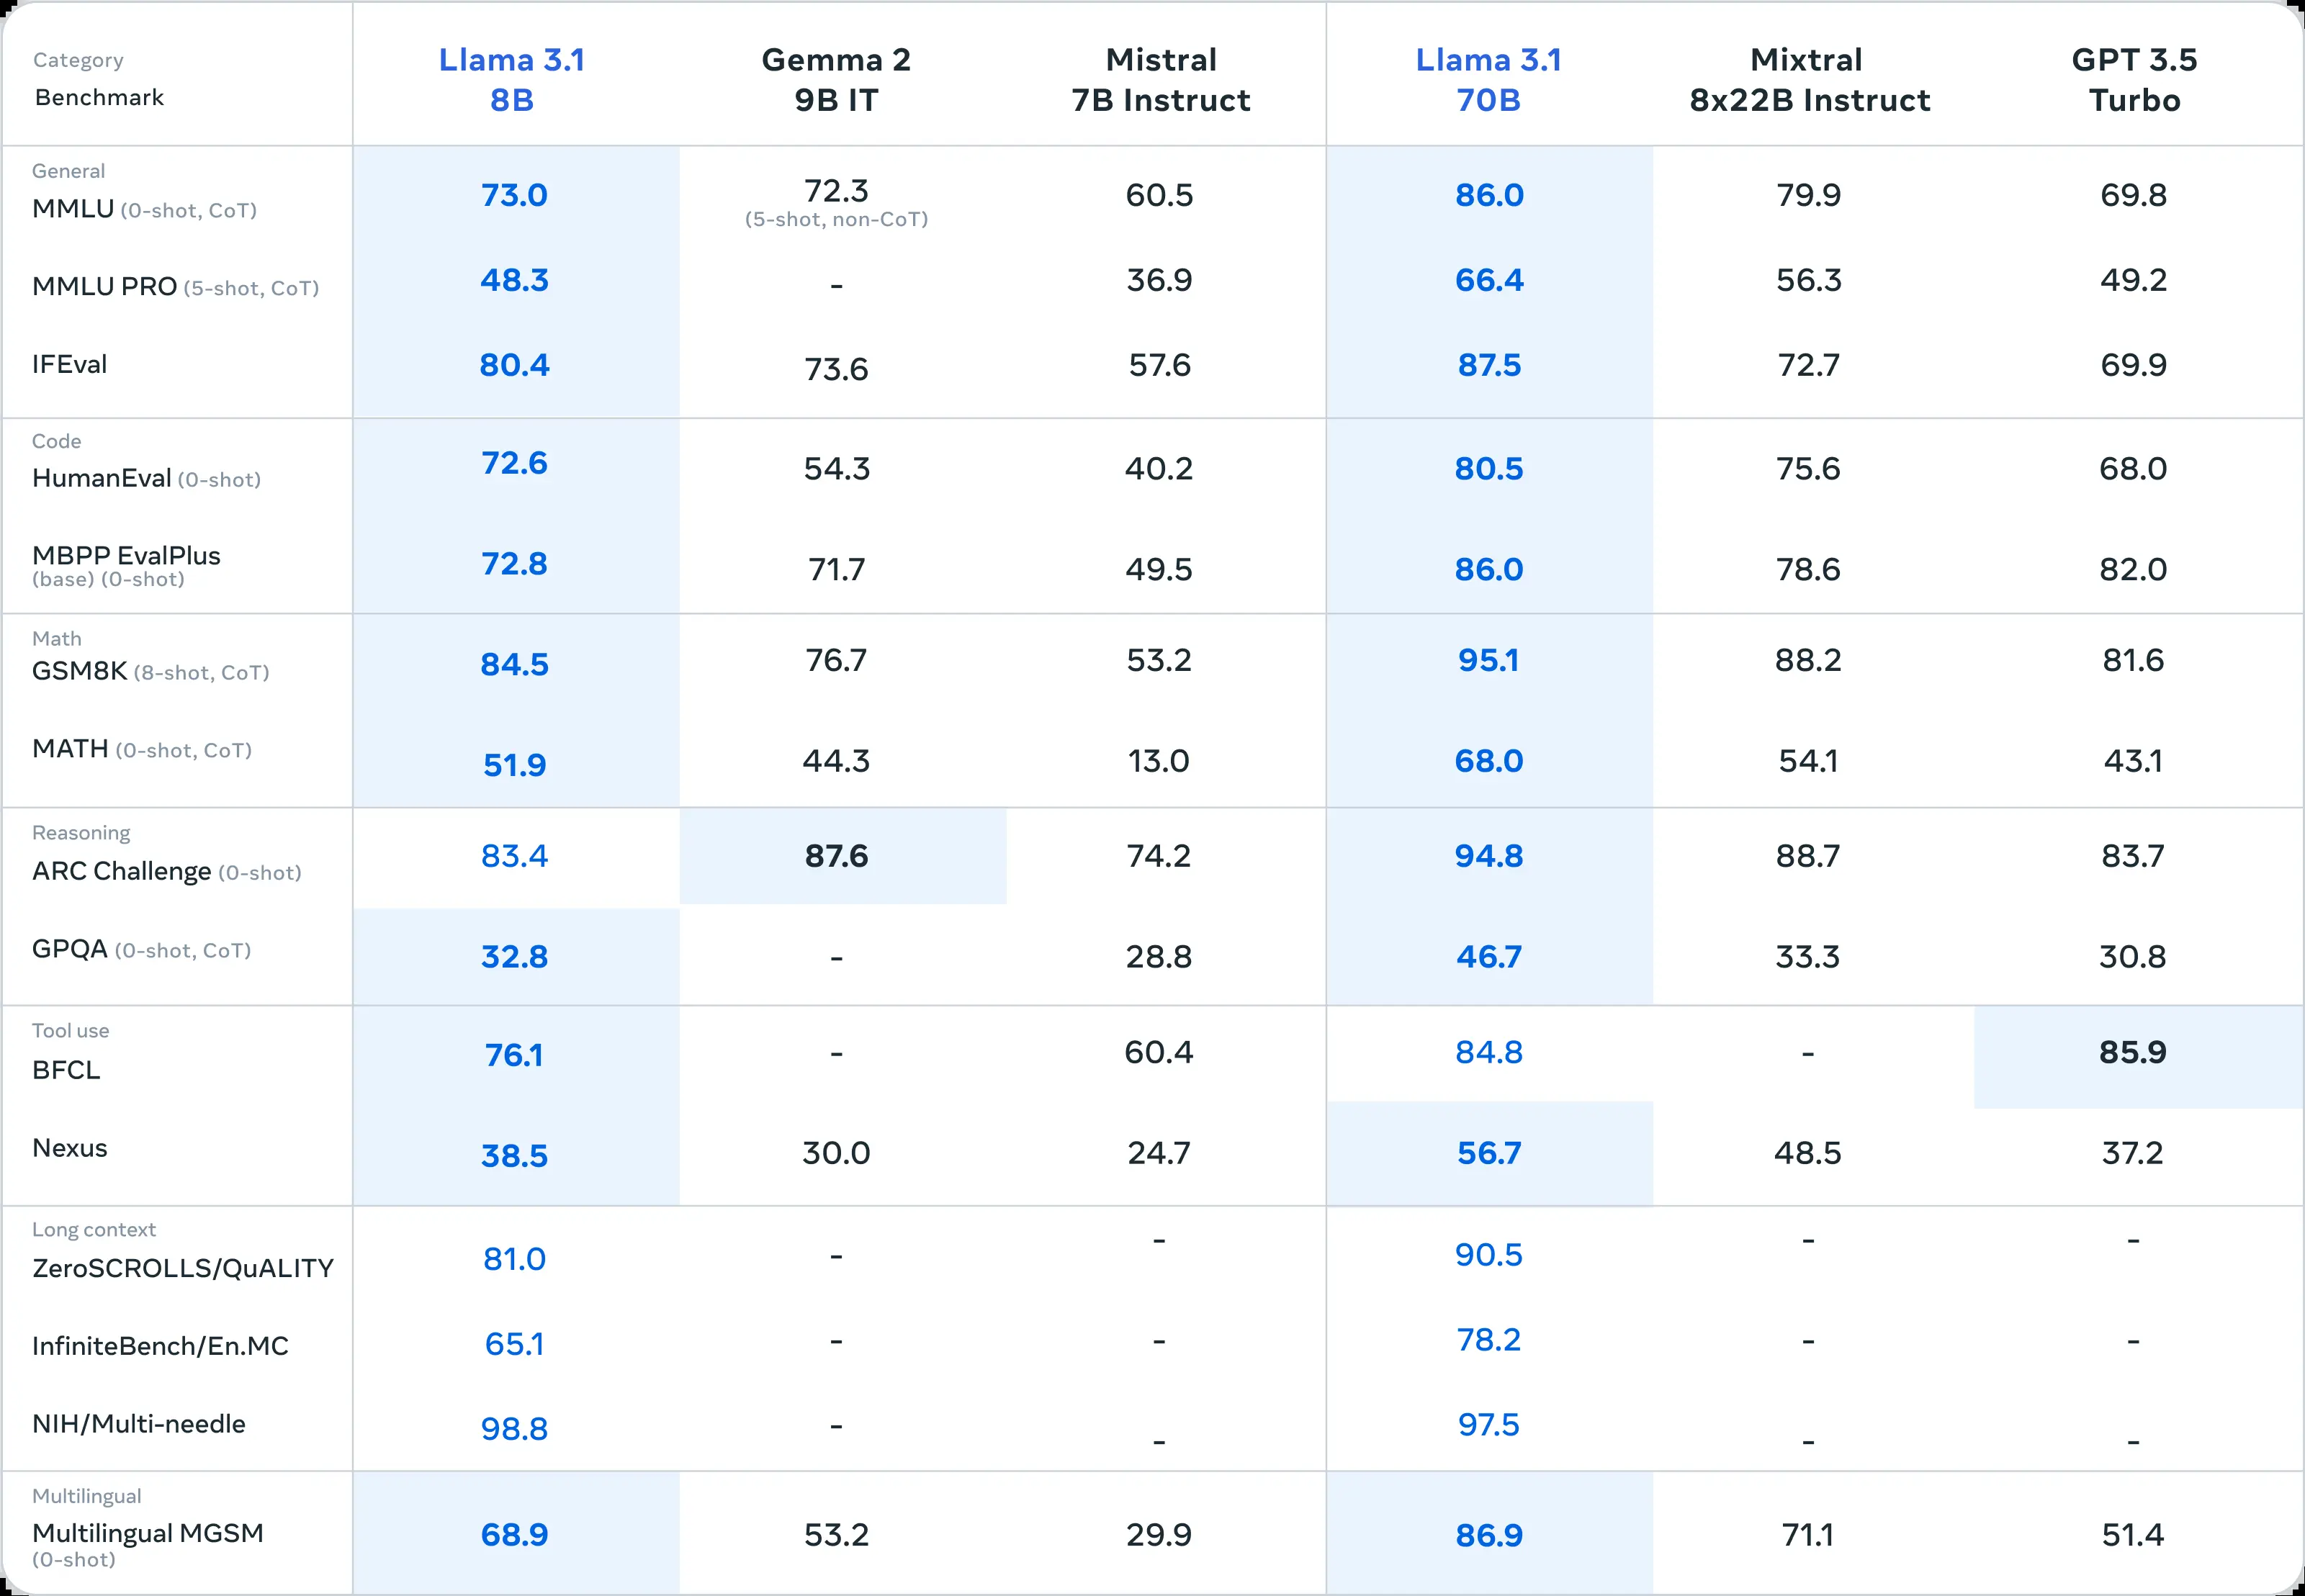 Category
Benchmark
Llama 3.1 8B
Gemma 2 9B IT
Mistral 7B Instruct
Llama 3.1 70B
Mixtral 8x22B Instruct
GPT 3.5 Turbo
General
MMLU (0-shot, CoT) 73.0 72.3 (5-shot, non-CoT) 60.5 86.0 79.9 69.8
MMLU PRO (5-shot, CoT) 48.3 - 36.9 66.4 56.3 49.2
IFEval 80.4 73.6 57.6 87.5 72.7 69.9
Code
HumanEval (0-shot) 72.6 54.3 40.2 80.5 75.6 68.0
MBPP EvalPlus (base) (0-shot) 72.8 71.7 49.5 86.0 78.6 82.0
Math
GSM8K (8-shot, CoT) 84.5 76.7 53.2 95.1 88.2 81.6
MATH (0-shot, CoT) 51.9 44.3 13.0 68.0 54.1 43.1
Reasoning
ARC Challenge (0-shot) 83.4 87.6 74.2 94.8 88.7 83.7
GPQA (0-shot, CoT) 32.8 - 28.8 46.7 33.3 30.8
Tool use
BFCL 76.1 - 60.4 84.8 - 85.9
Nexus 38.5 30.0 24.7 56.7 48.5 37.2
Long context
ZeroSCROLLS/QuALITY 81.0 - - 90.5 - -
InfiniteBench/En.MC 65.1 - - 78.2 - -
NIH/Multi-needle 98.8 - - 97.5 - -
Multilingual
Multilingual MGSM (0-shot) 68.9 53.2 29.9 86.9 71.1 51.4